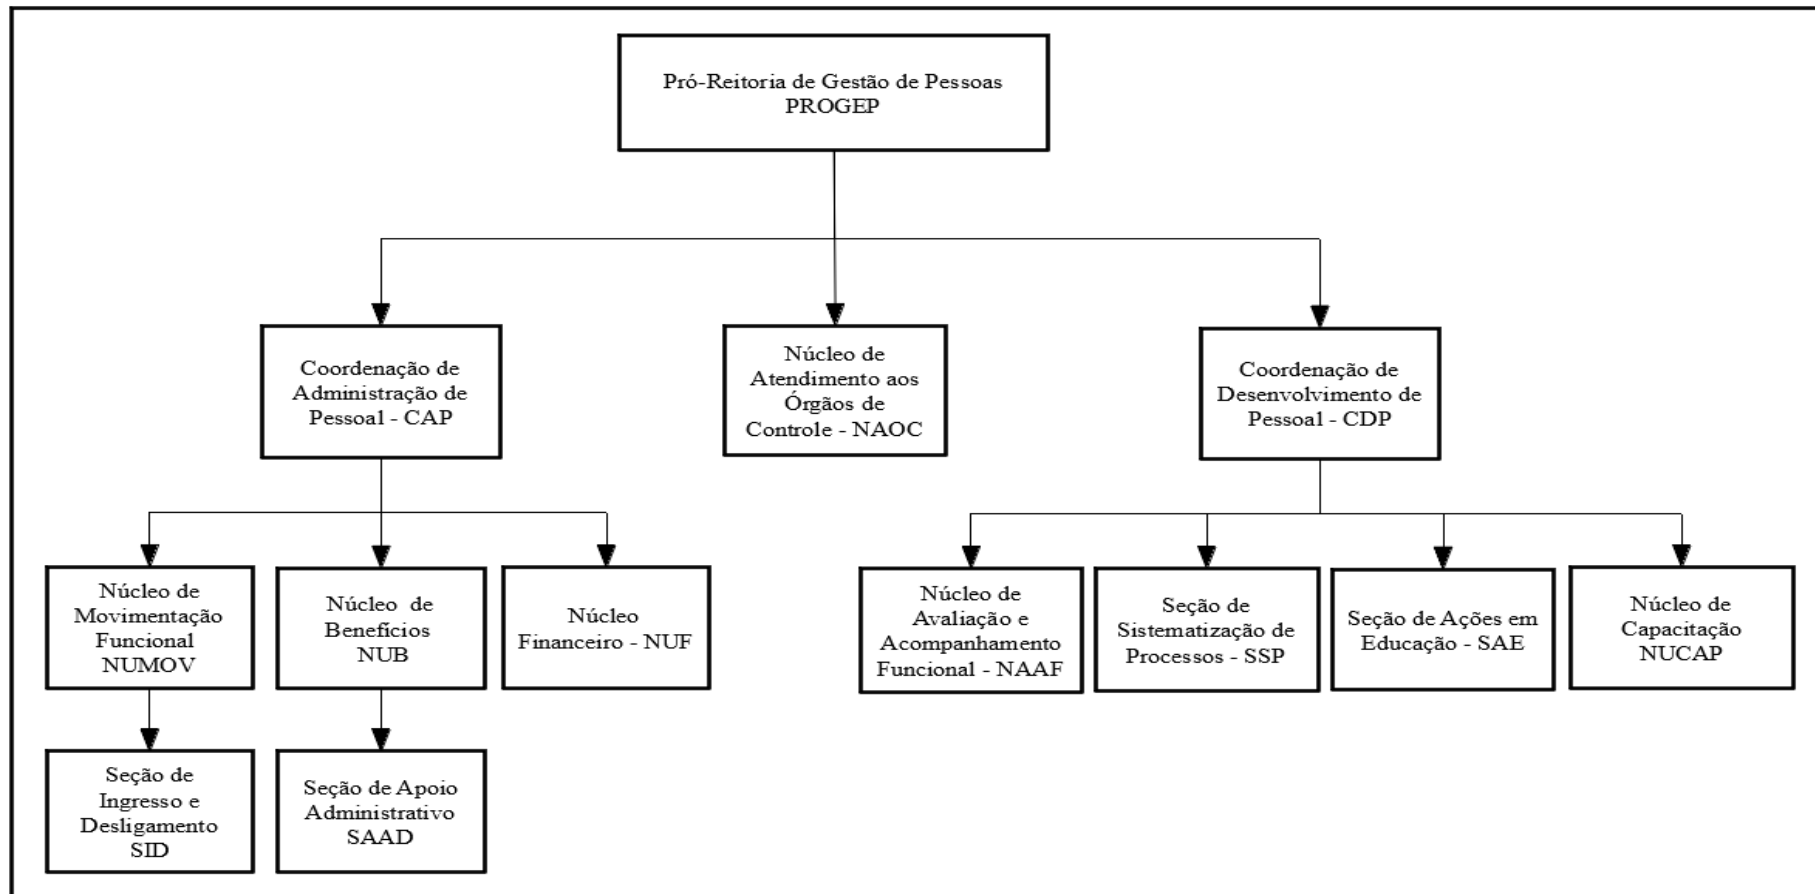 Pró-Reitoria de Gestão de Pessoas
PROGEP
Coordenação de
Administração de
Pessoal - CAP
Núcleo de
Atendimento aos
Órgãos de
Controle - NAOC
Coordenação de
Desenvolvimento de
Pessoal - CDP
Núcleo de
Movimentação
Funcional
NUMOV
Núcleo de
Benefícios
NUB
Núcleo
Financeiro - NUF
Núcleo de
Avaliação e
Acompanhamento
Funcional - NAAF
Seção de
Sistematização de
Processos - SSP
Seção de Ações em
Educação - SAE
Núcleo de
Capacitação
NUCAP
Seção de
Ingresso e
Desligamento
SID
Seção de Apoio
Administrativo
SAAD